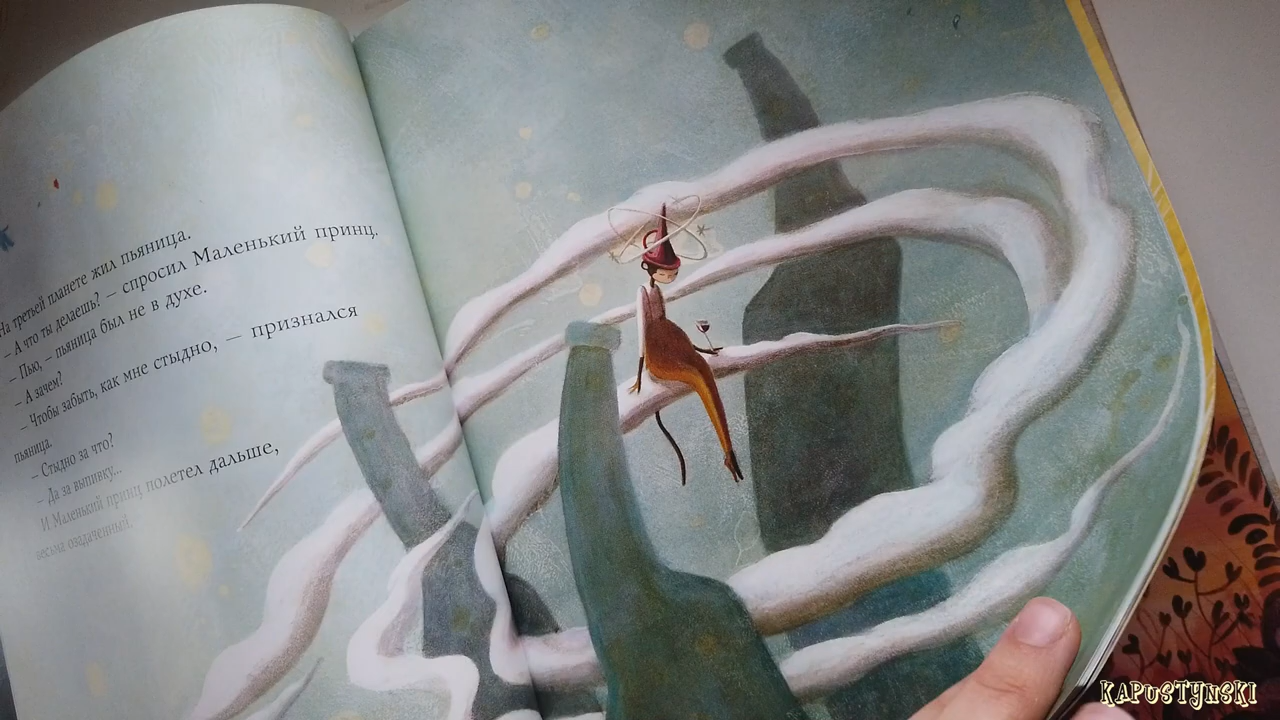 На третьей планете жил пьяница.
– А что ты делаешь? – спросил Маленький принц.
– Пью, – пьяница был не в духе.
– А зачем?
– Чтобы забыть, как мне стыдно, – признался
пьяница.
– Стыдно за что?
– Да за выпивку...
И Маленький принц полетел дальше,
весьма озадаченный.
KAPUSTYNSKI